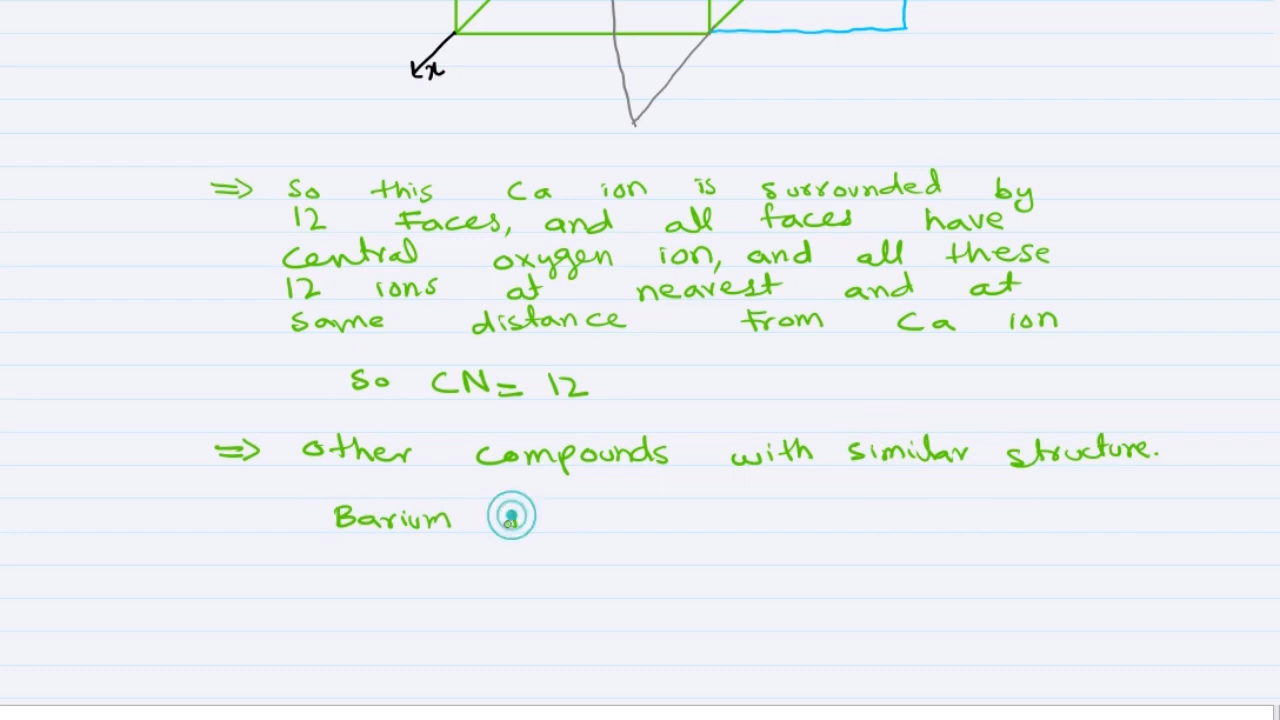 x
⇒ So this Ca ion is surrounded by
12 Faces, and all faces have
central oxygen ion, and all these
12 ions at nearest and at
same distance from Ca ion
So CN = 12
⇒ Other compounds with similar structure.
Barium